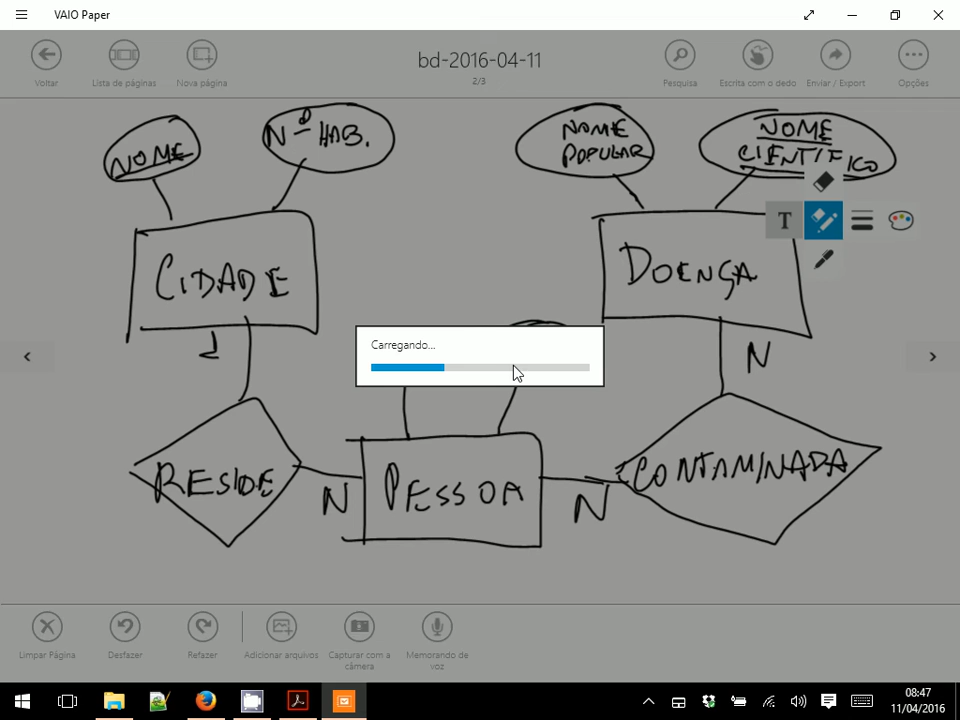 VAIO Paper
bd-2016-04-11
2/3
Voltar
Lista de páginas
Nova página
Pesquisa
Escrita com o dedo
Enviar / Export
Opções
NOME
Nº HAB.
NOME
POPULAR
NOME
CIENTÍFICO
T
CIDADE
DOENÇA
1
N
Carregando...
RESIDE
N
PESSOA
N
CONTAMINADA
Limpar Página
Desfazer
Refazer
Adicionar arquivos
Capturar com a
câmera
Memorando de
voz
08:47
11/04/2016